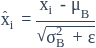 x̂ᵢ = (xᵢ - μ_B) / √(σ²_B + ε)